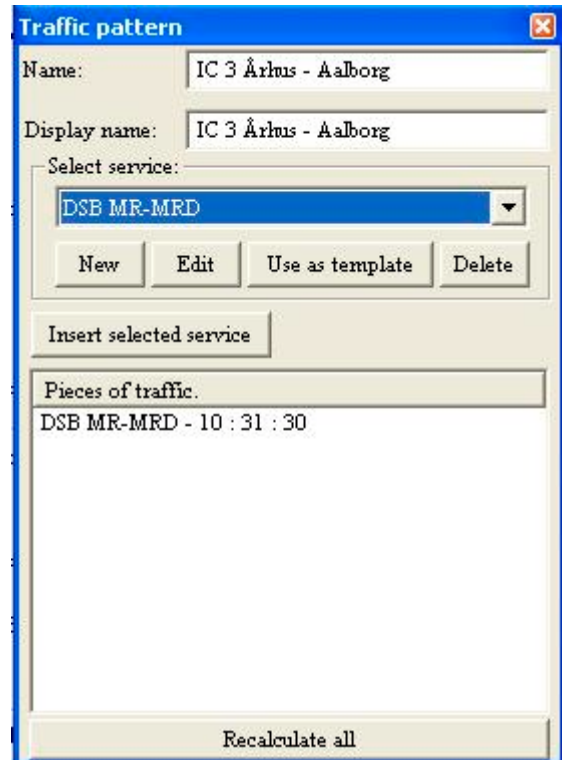 Traffic pattern
Name: IC 3 Århus - Aalborg
Display name: IC 3 Århus - Aalborg
Select service:
DSB MR-MRD
New Edit Use as template Delete
Insert selected service
Pieces of traffic.
DSB MR-MRD - 10 : 31 : 30
Recalculate all